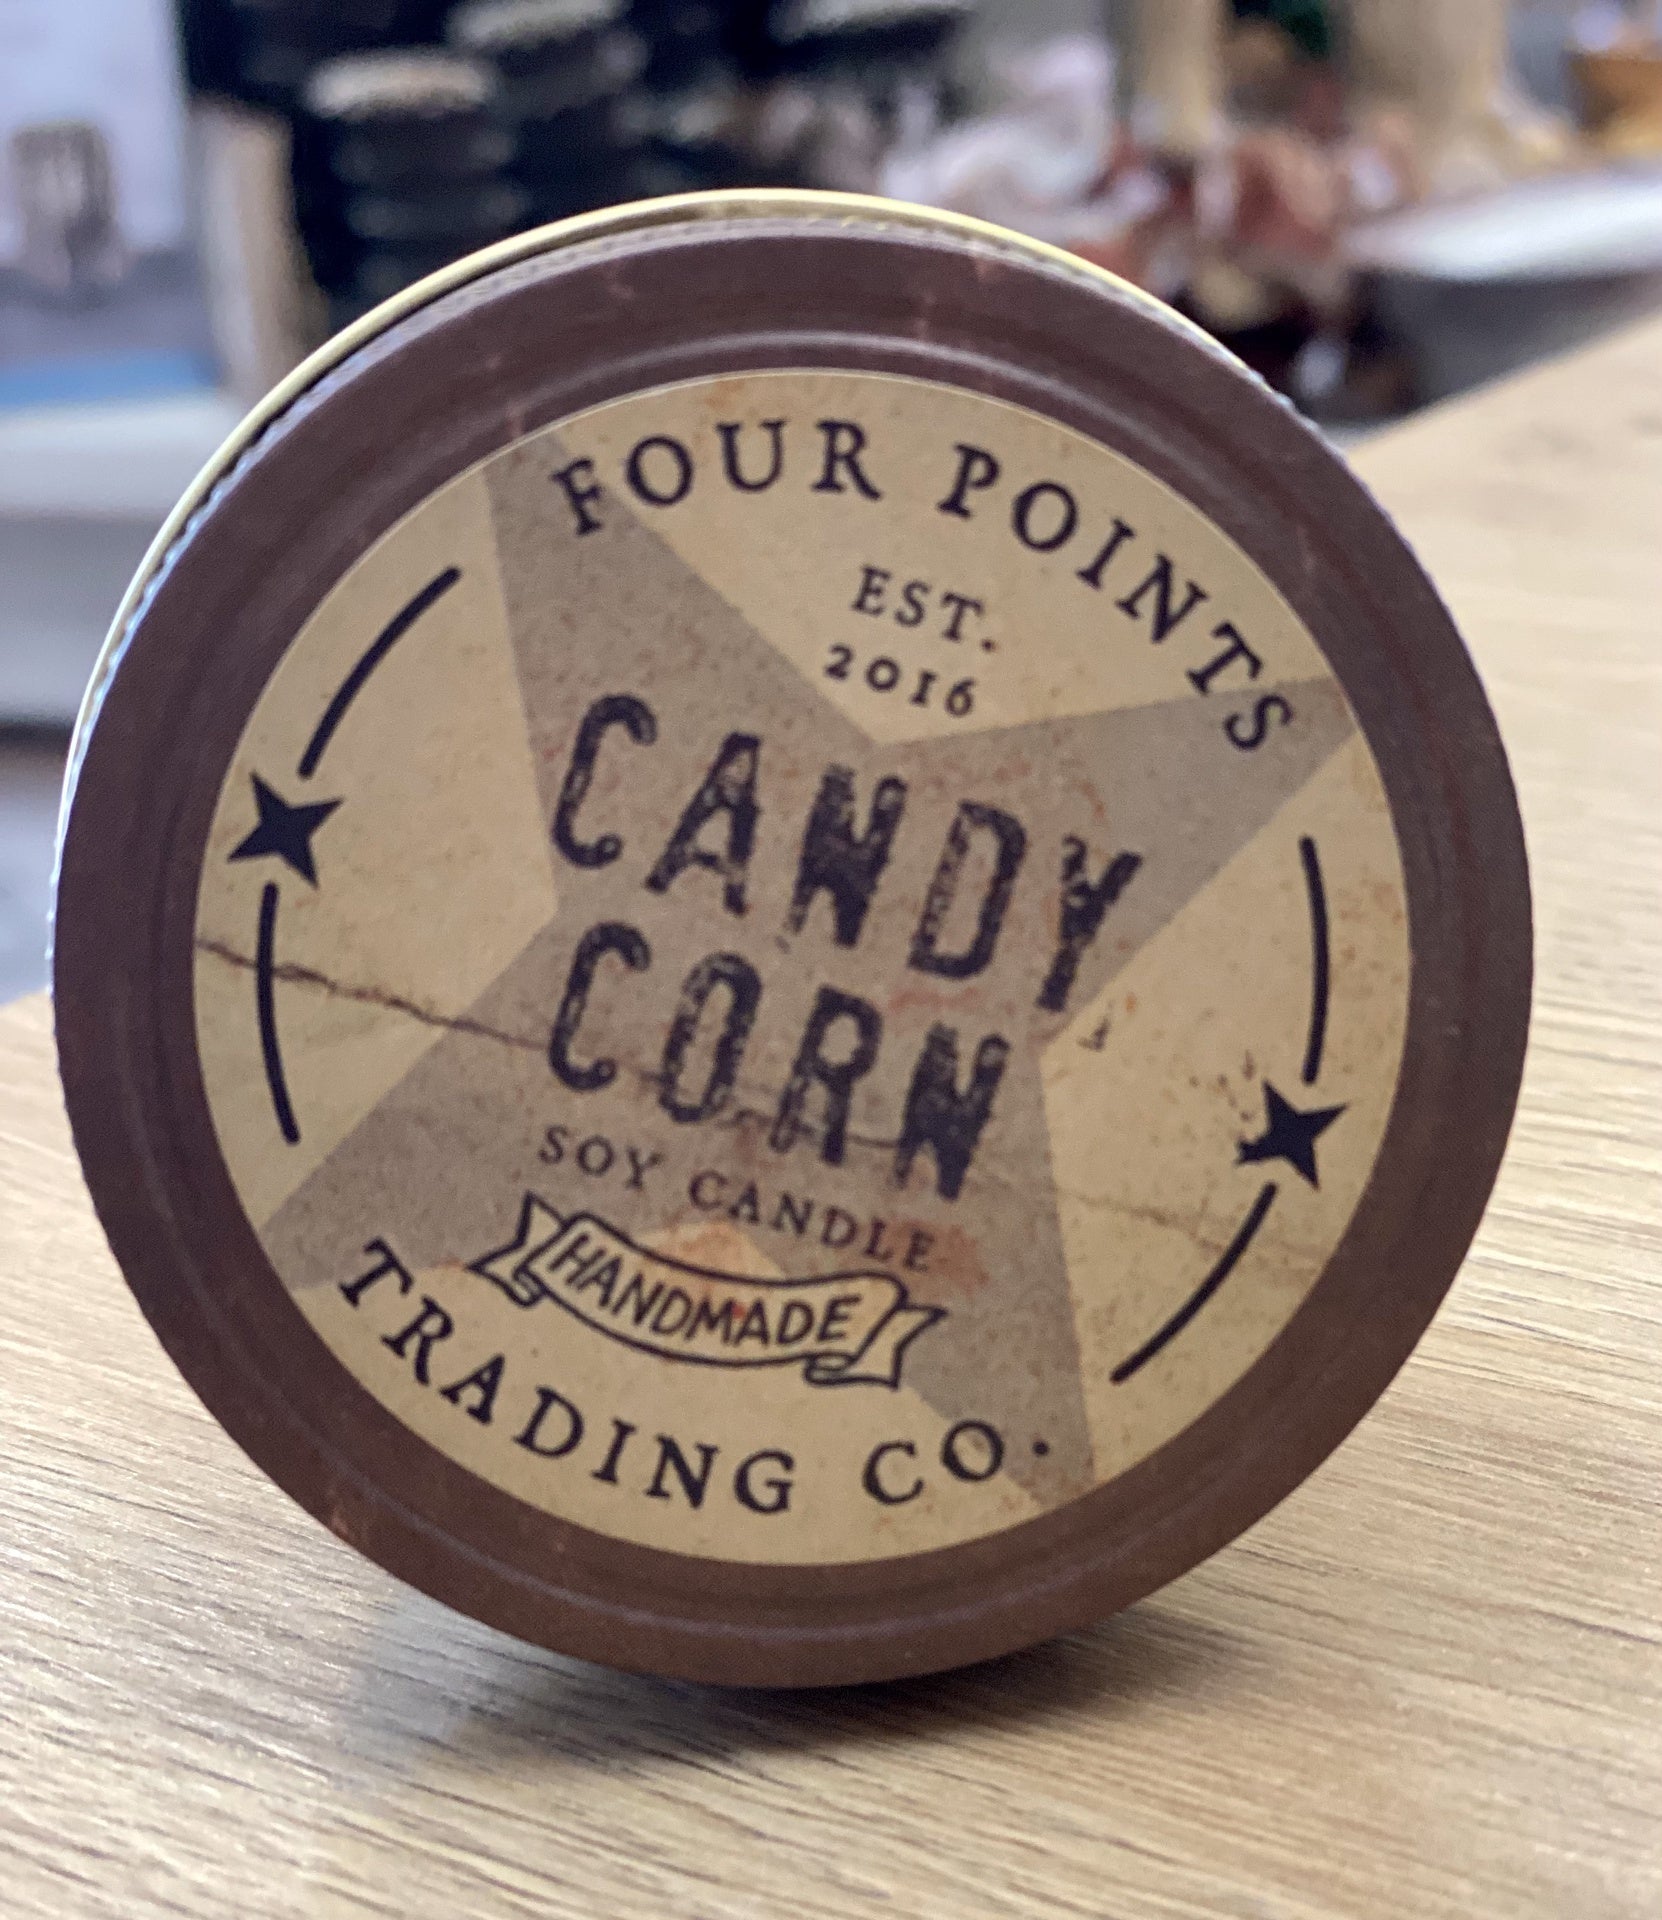 FOUR POINTS
EST.
2016
CANDY
CORN
SOY CANDLE
HANDMADE
TRADING CO.